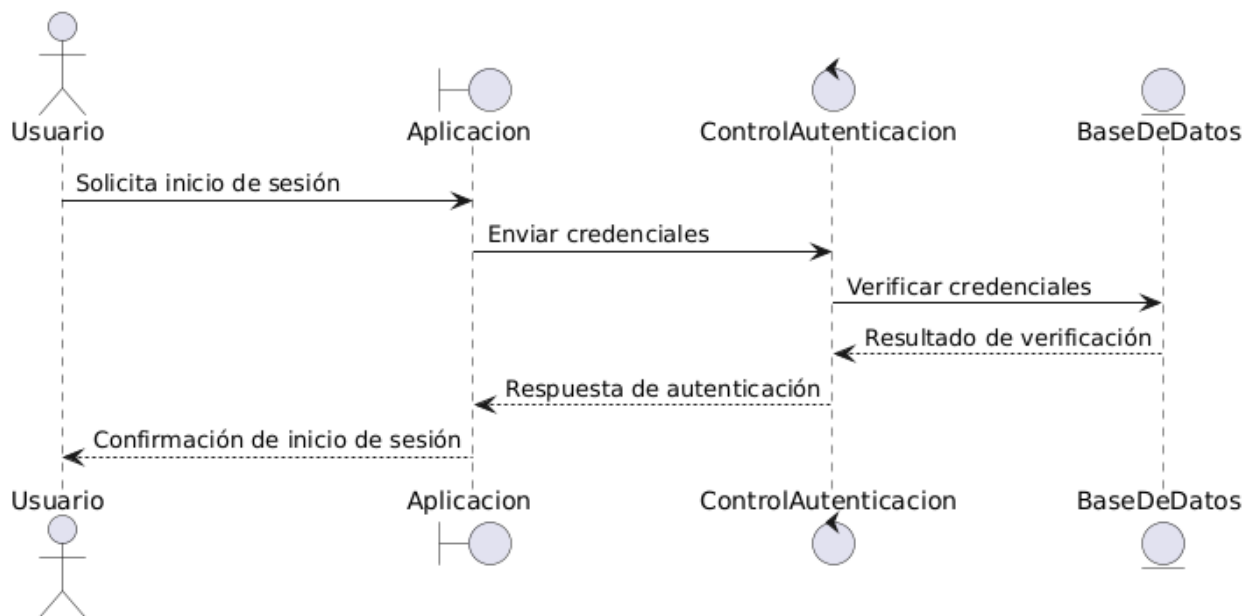 Usuario
Aplicacion
ControlAutenticacion
BaseDeDatos
Solicita inicio de sesión
Enviar credenciales
Verificar credenciales
Resultado de verificación
Respuesta de autenticación
Confirmación de inicio de sesión
Usuario
Aplicacion
ControlAutenticacion
BaseDeDatos